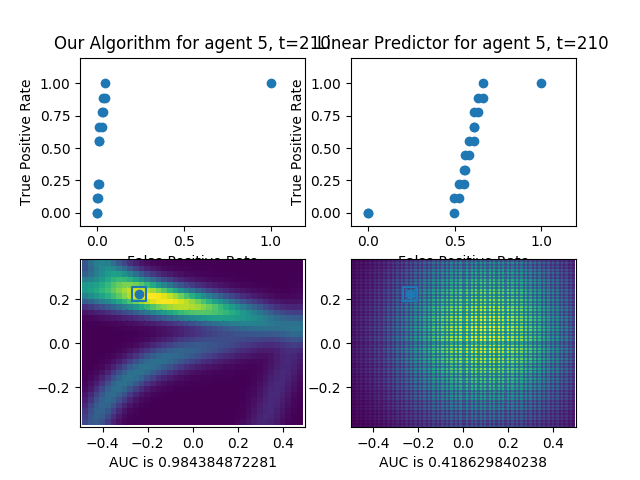 Our Algorithm for agent 5, t=210
Linear Predictor for agent 5, t=210
True Positive Rate
1.00
0.75
0.50
0.25
0.00
0.0 0.5 1.0
False Positive Rate
True Positive Rate
1.00
0.75
0.50
0.25
0.00
0.0 0.5 1.0
False Positive Rate
0.2
0.0
−0.2
−0.4 −0.2 0.0 0.2 0.4
AUC is 0.984384872281
0.2
0.0
−0.2
−0.4 −0.2 0.0 0.2 0.4
AUC is 0.418629840238